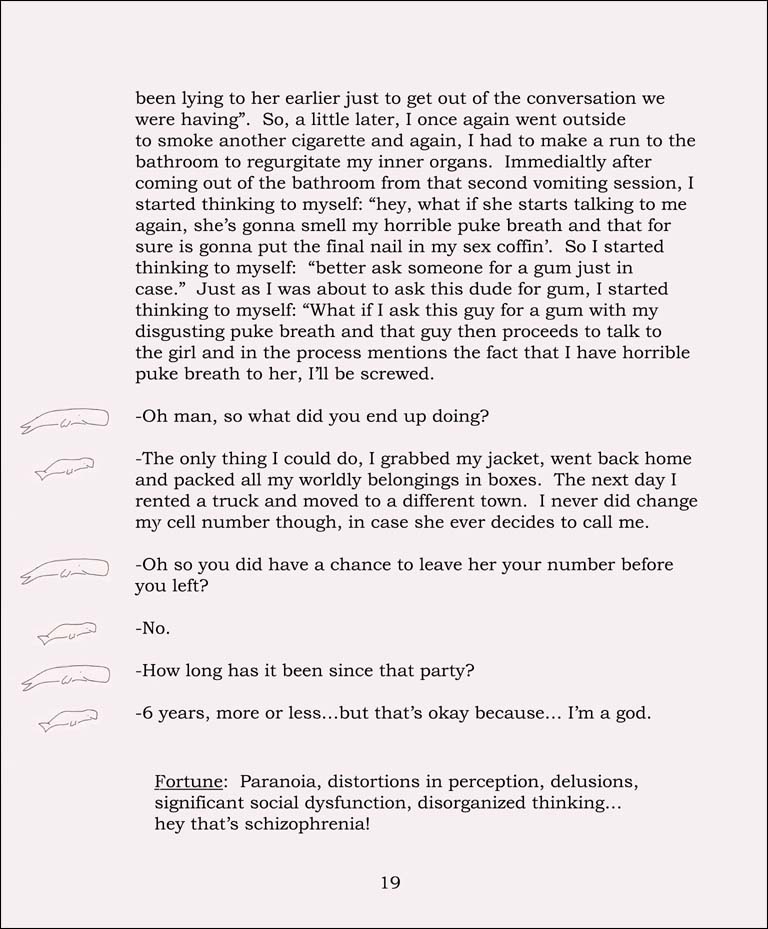 been lying to her earlier just to get out of the conversation we
were having”.  So, a little later, I once again went outside
to smoke another cigarette and again, I had to make a run to the
bathroom to regurgitate my inner organs.  Immedialtly after
coming out of the bathroom from that second vomiting session, I
started thinking to myself: “hey, what if she starts talking to me
again, she’s gonna smell my horrible puke breath and that for
sure is gonna put the final nail in my sex coffin’.  So I started
thinking to myself:  “better ask someone for a gum just in
case.”  Just as I was about to ask this dude for gum, I started
thinking to myself: “What if I ask this guy for a gum with my
disgusting puke breath and that guy then proceeds to talk to
the girl and in the process mentions the fact that I have horrible
puke breath to her, I’ll be screwed.
-Oh man, so what did you end up doing?
-The only thing I could do, I grabbed my jacket, went back home
and packed all my worldly belongings in boxes.  The next day I
rented a truck and moved to a different town.  I never did change
my cell number though, in case she ever decides to call me.
-Oh so you did have a chance to leave her your number before
you left?
-No.
-How long has it been since that party?
-6 years, more or less…but that’s okay because… I’m a god.
Fortune:  Paranoia, distortions in perception, delusions,
significant social dysfunction, disorganized thinking…
hey that’s schizophrenia!
19